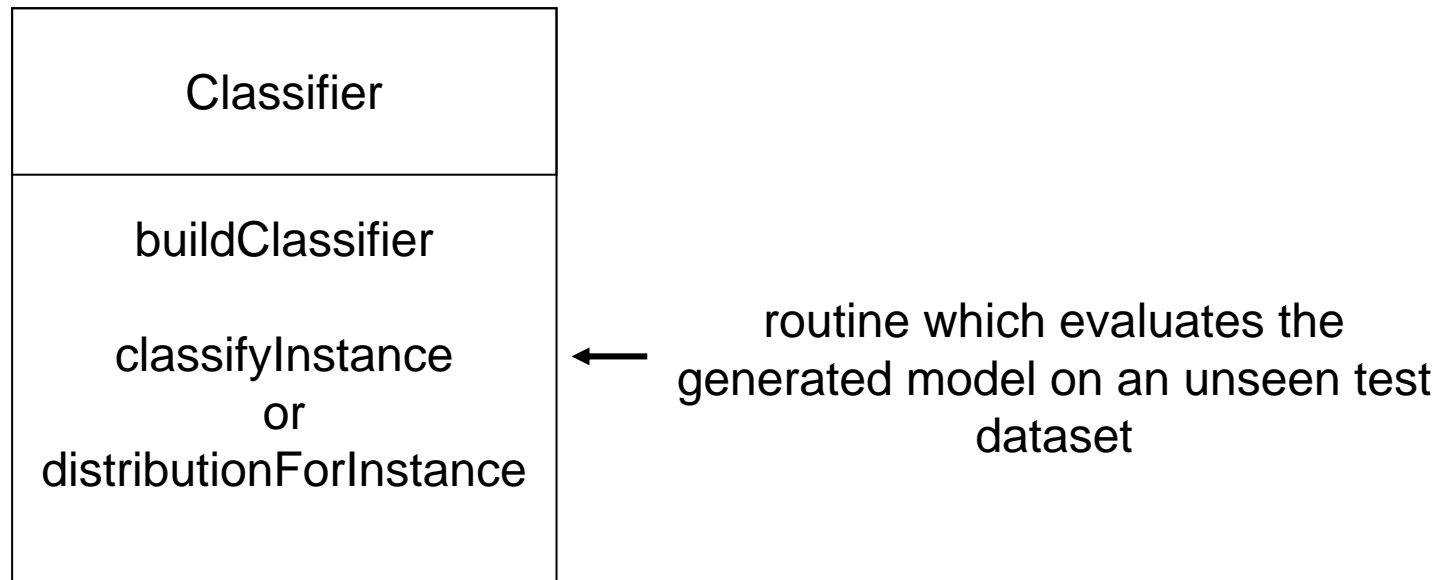 Classifier
buildClassifier
classifyInstance
or
distributionForInstance
routine which evaluates the
generated model on an unseen test
dataset